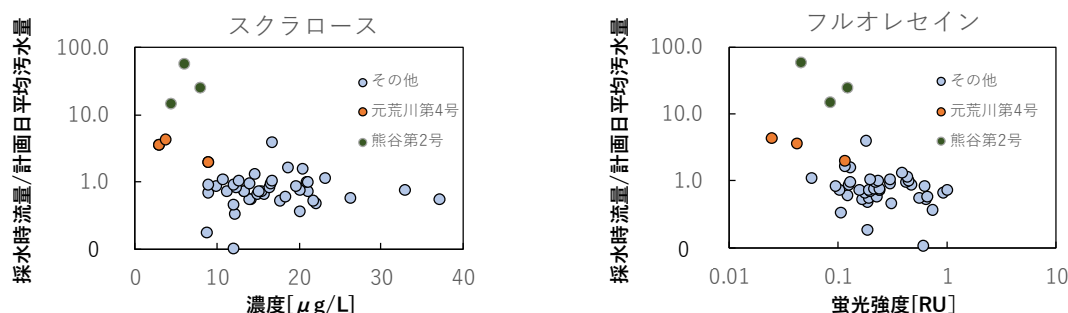 スクラロース
採水時流量/計画日平均汚水量
100.0
10.0
1.0
0
その他
元荒川第4号
熊谷第2号
0
10
20
30
40
濃度[μg/L]
フルオレセイン
採水時流量/計画日平均汚水量
100.0
10.0
1.0
0
その他
元荒川第4号
熊谷第2号
0.01
0.1
1
10
蛍光強度[RU]